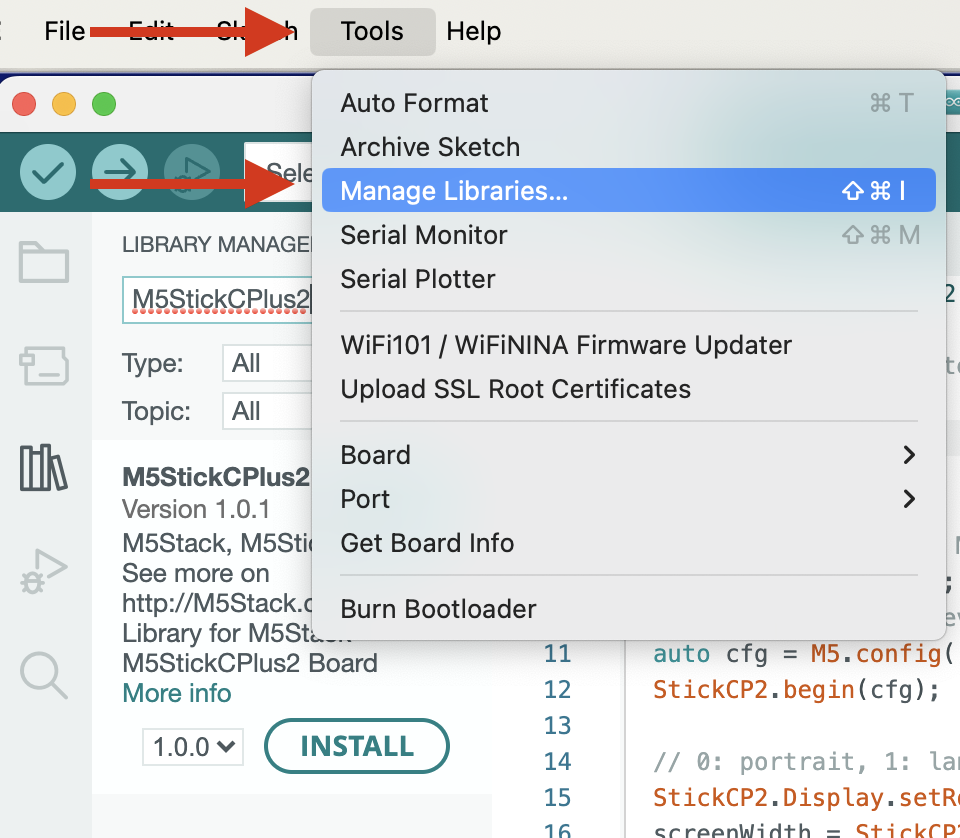 File Edit Sketch Tools Help
Auto Format ⌘ T
Archive Sketch
Manage Libraries... ⇧ ⌘ I
Serial Monitor ⇧ ⌘ M
Serial Plotter
WiFi101 / WiFiNINA Firmware Updater
Upload SSL Root Certificates
Board
Port
Get Board Info
Burn Bootloader
LIBRARY MANAGE
M5StickCPlus2
Type: All
Topic: All
M5StickCPlus2
Version 1.0.1
M5Stack, M5Stic
See more on
http://M5Stack.c
Library for M5Stack
M5StickCPlus2 Board
More info
1.0.0 INSTALL
11 auto cfg = M5.config(
12 StickCP2.begin(cfg);
13
14 // 0: portrait, 1: lan
15 StickCP2.Display.setRo
16 screenWidth = StickCP2